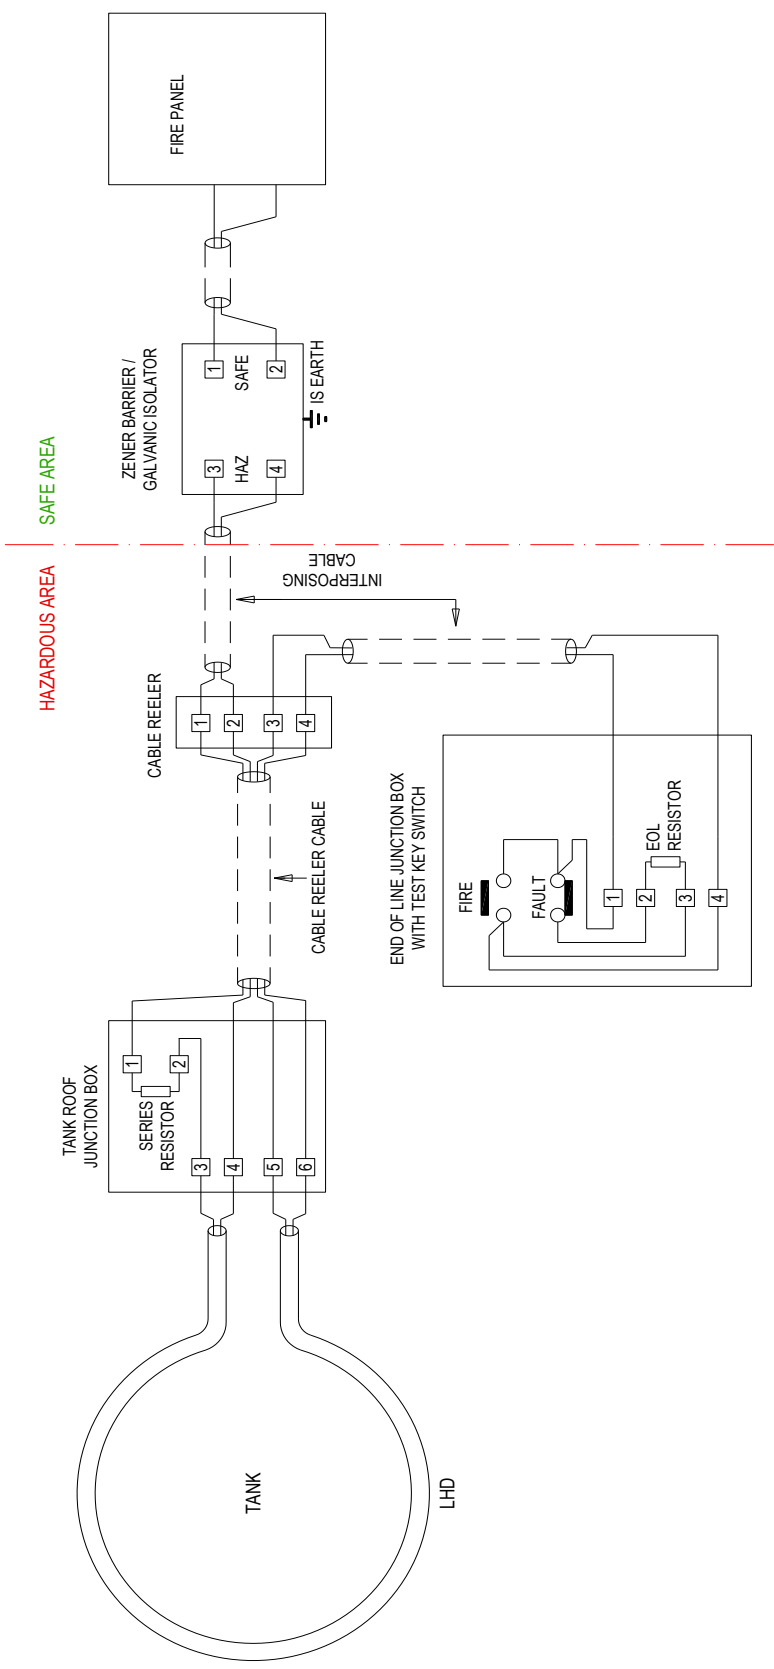 FIRE PANEL
ZENER BARRIER /
GALVANIC ISOLATOR
1
SAFE
2
3
HAZ
4
IS EARTH
SAFE AREA
HAZARDOUS AREA
INTERPOSING
CABLE
CABLE REELER
1
2
3
4
CABLE REELER CABLE
END OF LINE JUNCTION BOX
WITH TEST KEY SWITCH
FIRE
FAULT
1
2
3
4
EOL
RESISTOR
TANK ROOF
JUNCTION BOX
1
2
SERIES
RESISTOR
3
4
5
6
TANK
LHD